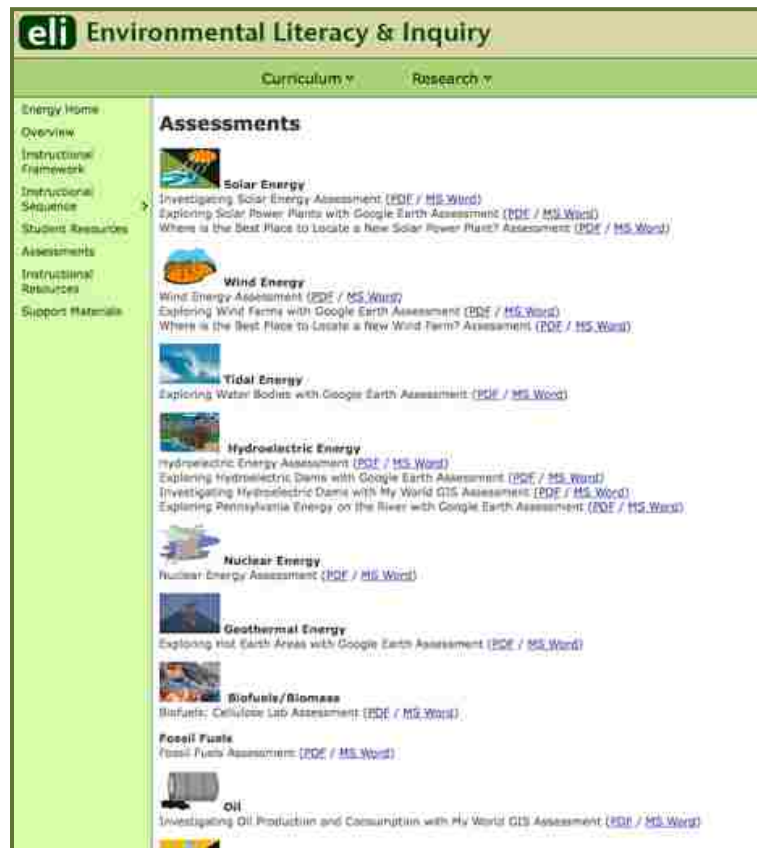 eli Environmental Literacy & Inquiry
Curriculum Research
Energy Home
Overview
Instructional
Framework
Instructional
Sequence
Student Resources
Assessments
Instructional
Resources
Support Materials
Assessments
Solar Energy
Investigating Solar Energy Assessment (PDF / MS Word)
Exploring Solar Power Plants with Google Earth Assessment (PDF / MS Word)
Where is the Best Place to Locate a New Solar Power Plant? Assessment (PDF / MS Word)
Wind Energy
Wind Energy Assessment (PDF / MS Word)
Exploring Wind Farms with Google Earth Assessment (PDF / MS Word)
Where is the Best Place to Locate a New Wind Farm? Assessment (PDF / MS Word)
Tidal Energy
Exploring Water Bodies with Google Earth Assessment (PDF / MS Word)
Hydroelectric Energy
Hydroelectric Energy Assessment (PDF / MS Word)
Exploring Hydroelectric Dams with Google Earth Assessment (PDF / MS Word)
Investigating Hydroelectric Dams with My World GIS Assessment (PDF / MS Word)
Exploring Pennsylvania Energy on the River with Google Earth Assessment (PDF / MS Word)
Nuclear Energy
Nuclear Energy Assessment (PDF / MS Word)
Geothermal Energy
Exploring Hot Earth Areas with Google Earth Assessment (PDF / MS Word)
Biofuels/Biomass
Biofuels: Cellulose Lab Assessment (PDF / MS Word)
Fossil Fuels
Fossil Fuels Assessment (PDF / MS Word)
Oil
Investigating Oil Production and Consumption with My World GIS Assessment (PDF / MS Word)